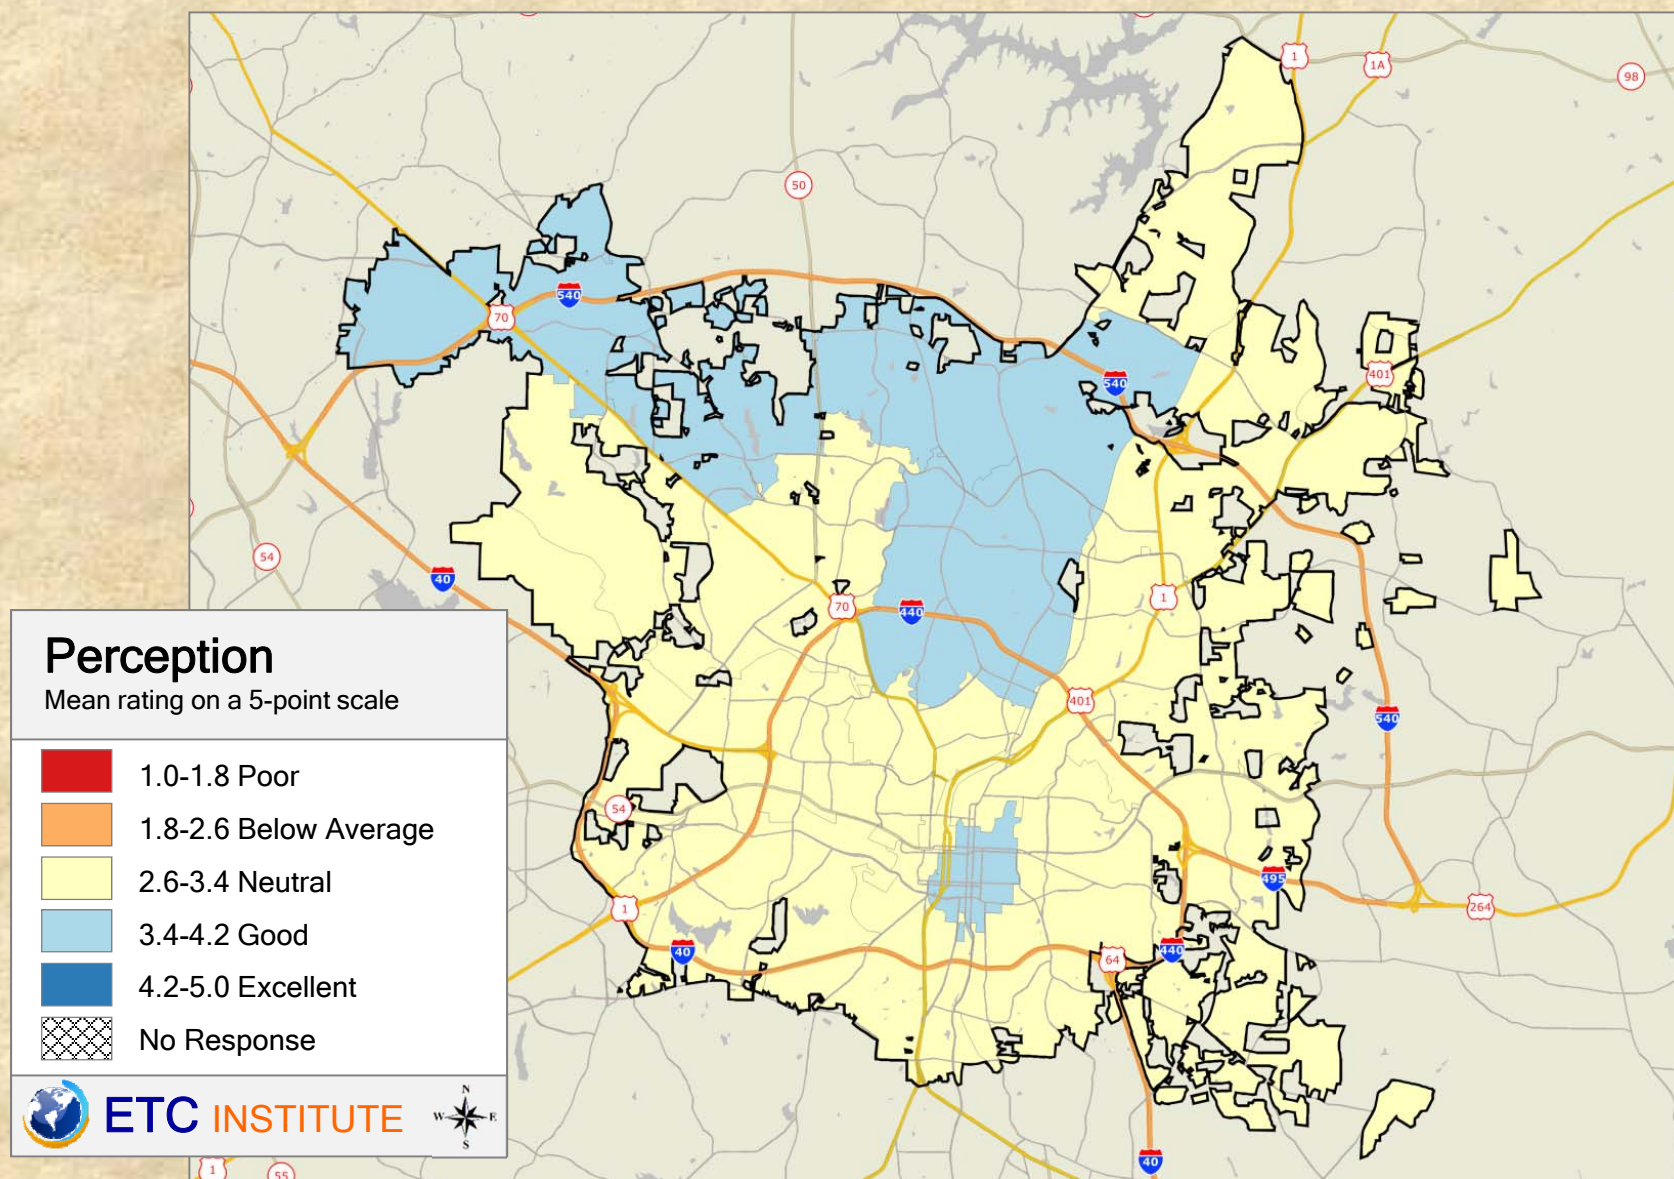 1
1A
98
50
540
70
401
540
54
40
1
70
440
Perception
Mean rating on a 5-point scale
401
540
1.0-1.8 Poor
54
1.8-2.6 Below Average
2.6-3.4 Neutral
495
264
1
3.4-4.2 Good
40
440
64
4.2-5.0 Excellent
No Response
ETC INSTITUTE
N
W E
S
40
1
55